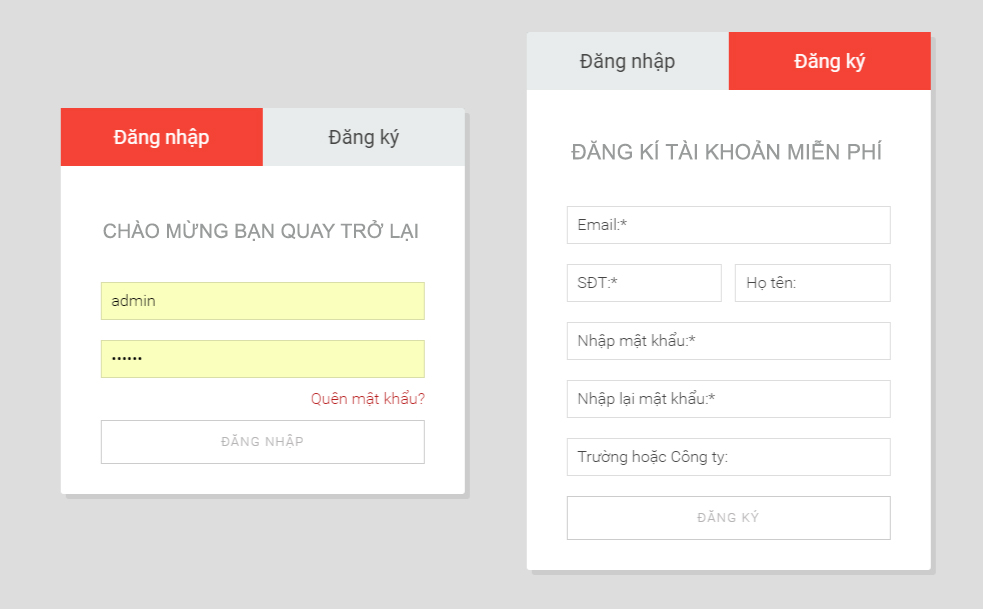 Đăng nhập Đăng ký
CHÀO MỪNG BẠN QUAY TRỞ LẠI
admin
••••••
Quên mật khẩu?
ĐĂNG NHẬP
Đăng nhập Đăng ký
ĐĂNG KÍ TÀI KHOẢN MIỄN PHÍ
Email:*
SĐT:* Họ tên:
Nhập mật khẩu:*
Nhập lại mật khẩu:*
Trường hoặc Công ty:
ĐĂNG KÝ